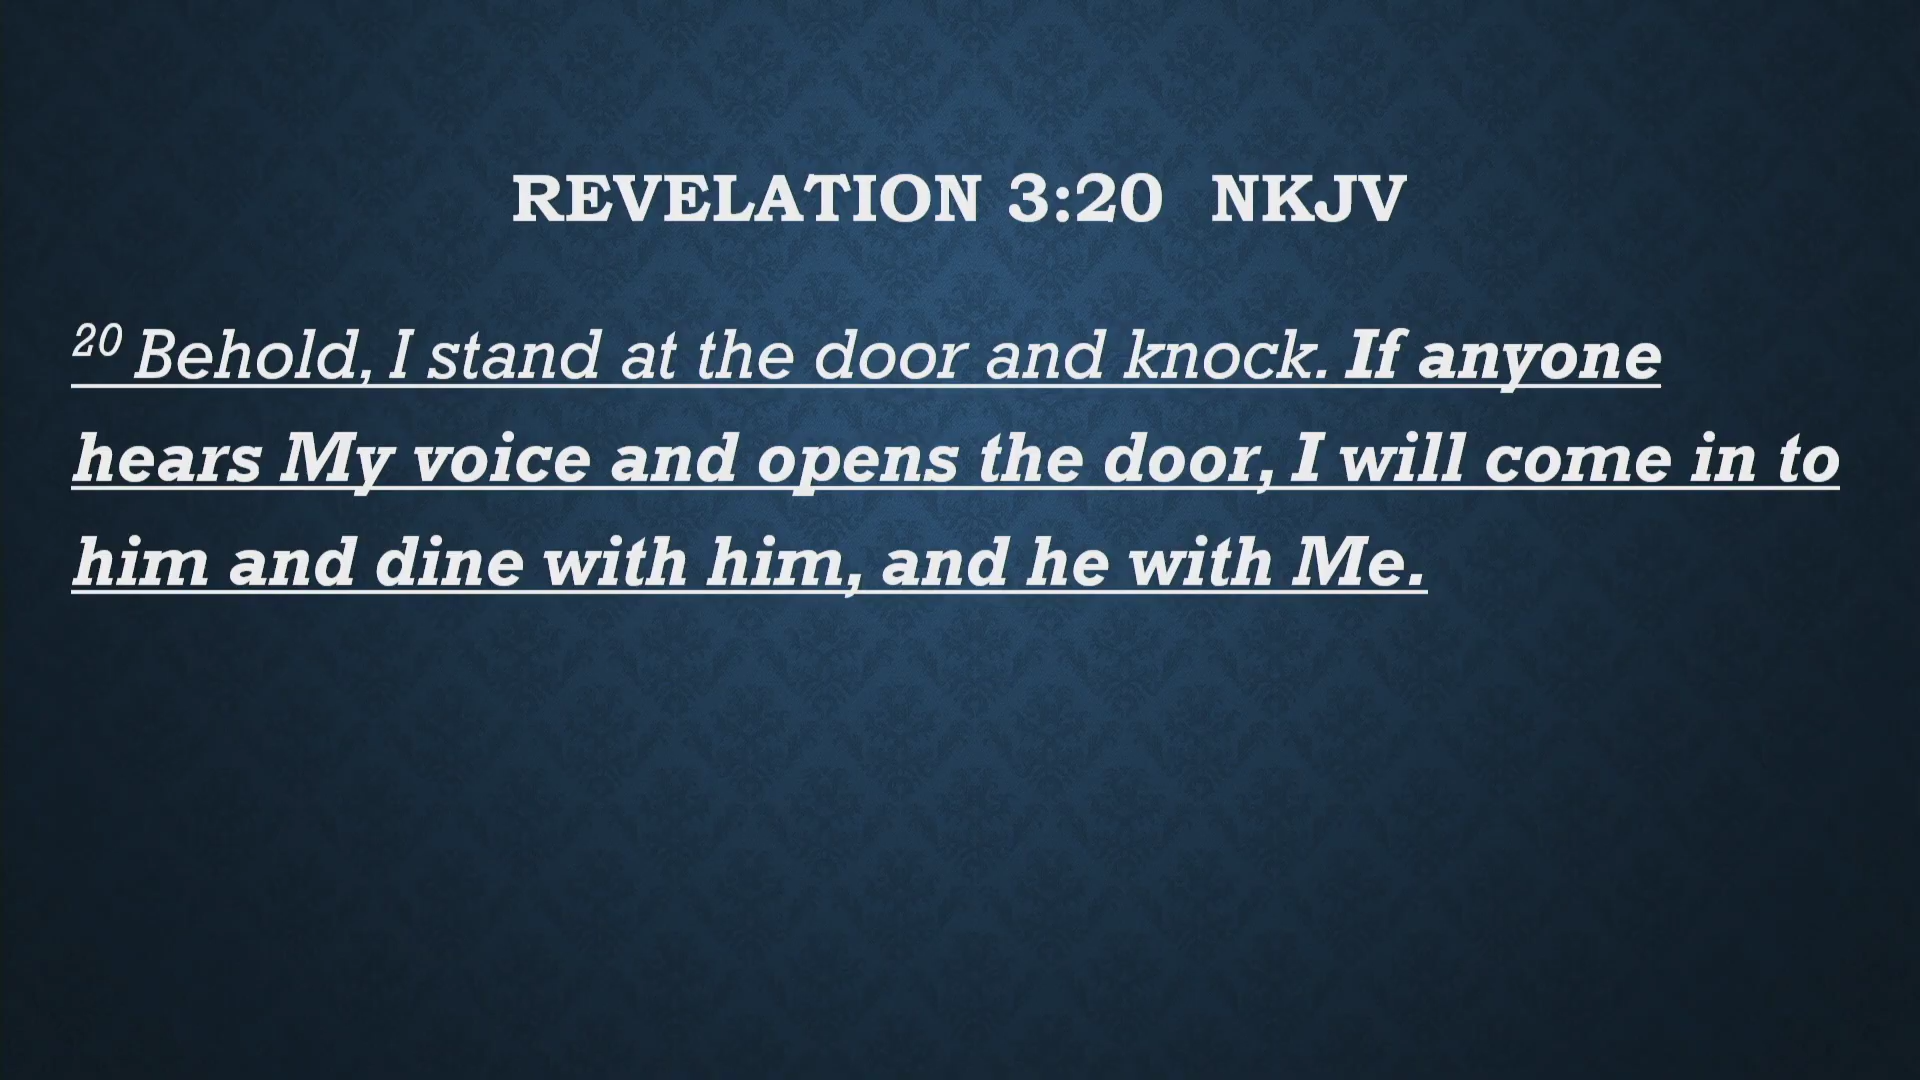 REVELATION 3:20 NKJV
20 Behold, I stand at the door and knock. If anyone
hears My voice and opens the door, I will come in to
him and dine with him, and he with Me.